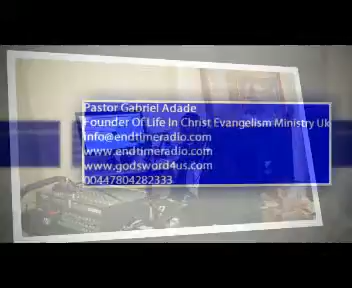 Pastor Gabriel Adade
Founder Of Life In Christ Evangelism Ministry Uk
info@endtimeradio.com
www.endtimeradio.com
www.godsword4us.com
00447804282333